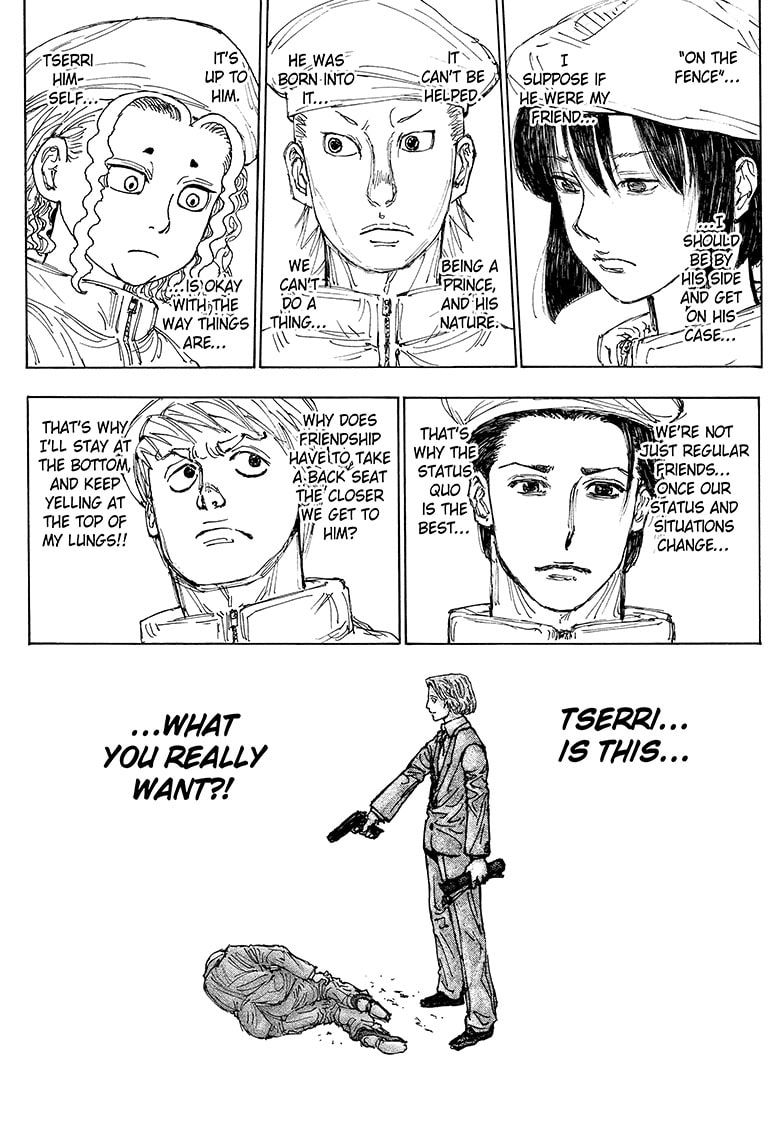 "ON THE
FENCE"...
I
SUPPOSE IF
HE WERE MY
FRIEND...
...I
SHOULD
BE BY
HIS SIDE
AND GET
ON HIS
CASE...
IT
CAN'T BE
HELPED.
HE WAS
BORN INTO
IT...
BEING A
PRINCE,
AND HIS
NATURE.
WE
CAN'T
DO A
THING...
IT'S
UP TO
HIM.
TSERRI
HIM-
SELF...
...IS OKAY
WITH THE
WAY THINGS
ARE...
WE'RE NOT
JUST REGULAR
FRIENDS...
ONCE OUR
STATUS AND
SITUATIONS
CHANGE...
THAT'S
WHY THE
STATUS
QUO
IS THE
BEST...
WHY DOES
FRIENDSHIP
HAVE TO TAKE
A BACK SEAT
THE CLOSER
WE GET TO
HIM?
THAT'S WHY
I'LL STAY AT
THE BOTTOM,
AND KEEP
YELLING AT
THE TOP OF
MY LUNGS!!
TSERRI...
IS THIS...
...WHAT
YOU REALLY
WANT?!